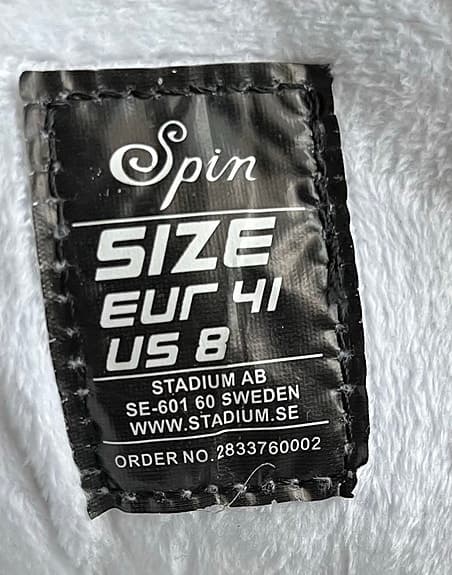 Spin
SIZE
EUR 41
US 8
STADIUM AB
SE-601 60 SWEDEN
WWW.STADIUM.SE
ORDER NO. 2833760002